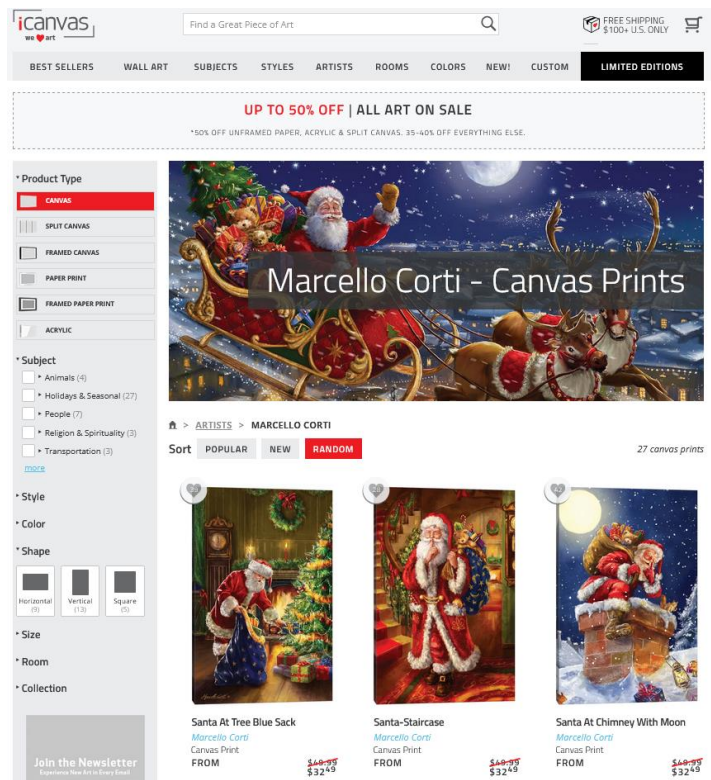 icanvas
we art
Find a Great Piece of Art
FREE SHIPPING
$100+ U.S. ONLY
BEST SELLERS
WALL ART
SUBJECTS
STYLES
ARTISTS
ROOMS
COLORS
NEW!
CUSTOM
LIMITED EDITIONS
UP TO 50% OFF | ALL ART ON SALE
*50% OFF UNFRAMED PAPER, ACRYLIC & SPLIT CANVAS. 35-40% OFF EVERYTHING ELSE.
Product Type
CANVAS
SPLIT CANVAS
FRAMED CANVAS
PAPER PRINT
FRAMED PAPER PRINT
ACRYLIC
Subject
Animals (4)
Holidays & Seasonal (27)
People (7)
Religion & Spirituality (3)
Transportation (3)
more
Style
Color
Shape
Horizontal
(9)
Vertical
(13)
Square
(5)
Size
Room
Collection
Join the Newsletter
Experience New Art in Every Email
Marcello Corti - Canvas Prints
> ARTISTS > MARCELLO CORTI
Sort
POPULAR
NEW
RANDOM
27 canvas prints
Santa At Tree Blue Sack
Marcello Corti
Canvas Print
FROM
$49.99
$32.49
Santa-Staircase
Marcello Corti
Canvas Print
FROM
$49.99
$32.49
Santa At Chimney With Moon
Marcello Corti
Canvas Print
FROM
$49.99
$32.49